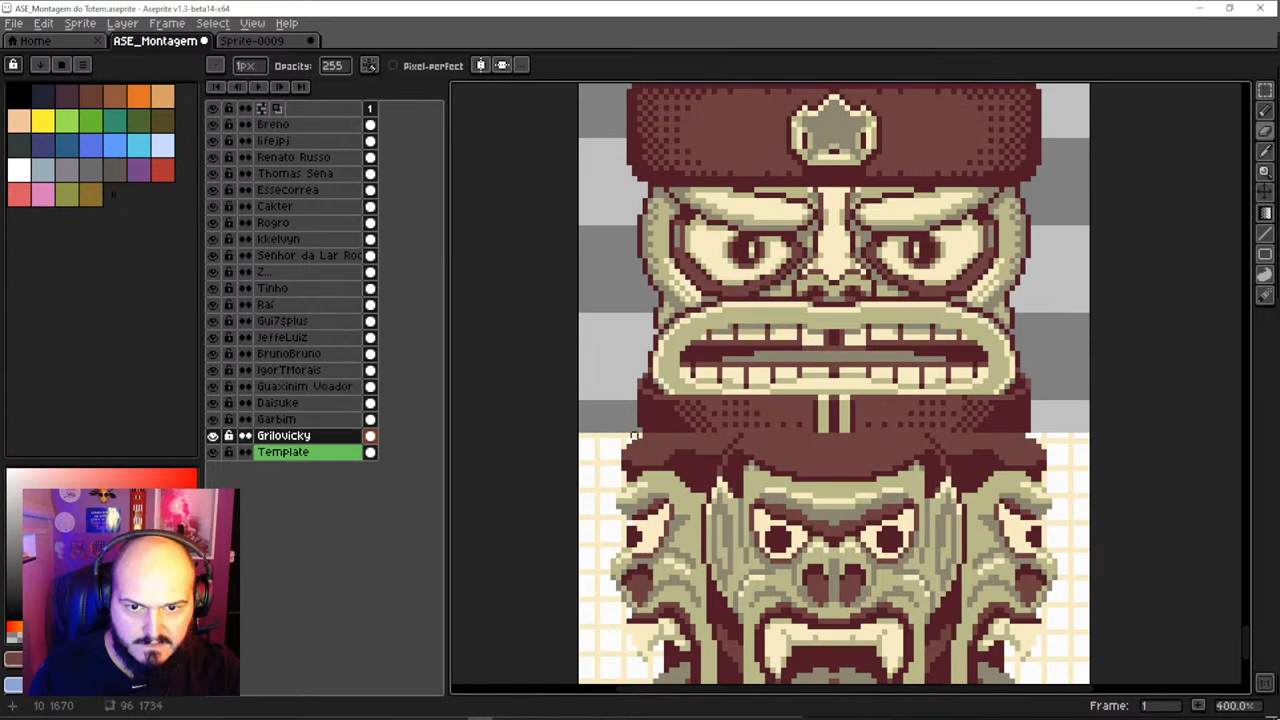 ASE_Montagem do Totem.aseprite - Aseprite v1.3-beta14-x64
File Edit Sprite Layer Frame Select View Help
Home ASE_Montagem Sprite-0009
1px Opacity: 255 Pixel-perfect
1
Breno
lifejpj
Renato Russo
Thomas Sena
Essecorrea
Cakter
Rogro
kkelvyn
Senhor da Lar Roc
Z...
Tinho
Raí
Gui7$plus
JeffeLuiz
BrunoBruno
IgorTMorais
Guaxinim Voador
Daisuke
Garbim
Grilovicky
Template
10 1670 96 1734 Frame: 1 400.0%